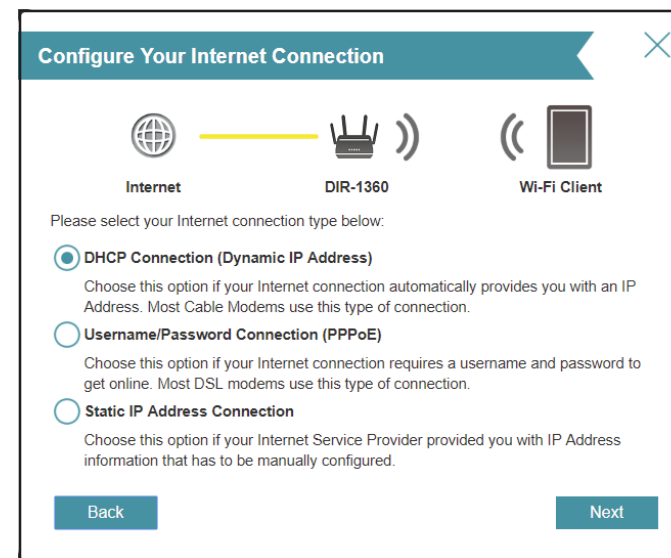 Configure Your Internet Connection
Internet
DIR-1360
Wi-Fi Client
Please select your Internet connection type below:
DHCP Connection (Dynamic IP Address)
Choose this option if your Internet connection automatically provides you with an IP
Address. Most Cable Modems use this type of connection.
Username/Password Connection (PPPoE)
Choose this option if your Internet connection requires a username and password to
get online. Most DSL modems use this type of connection.
Static IP Address Connection
Choose this option if your Internet Service Provider provided you with IP Address
information that has to be manually configured.
Back
Next